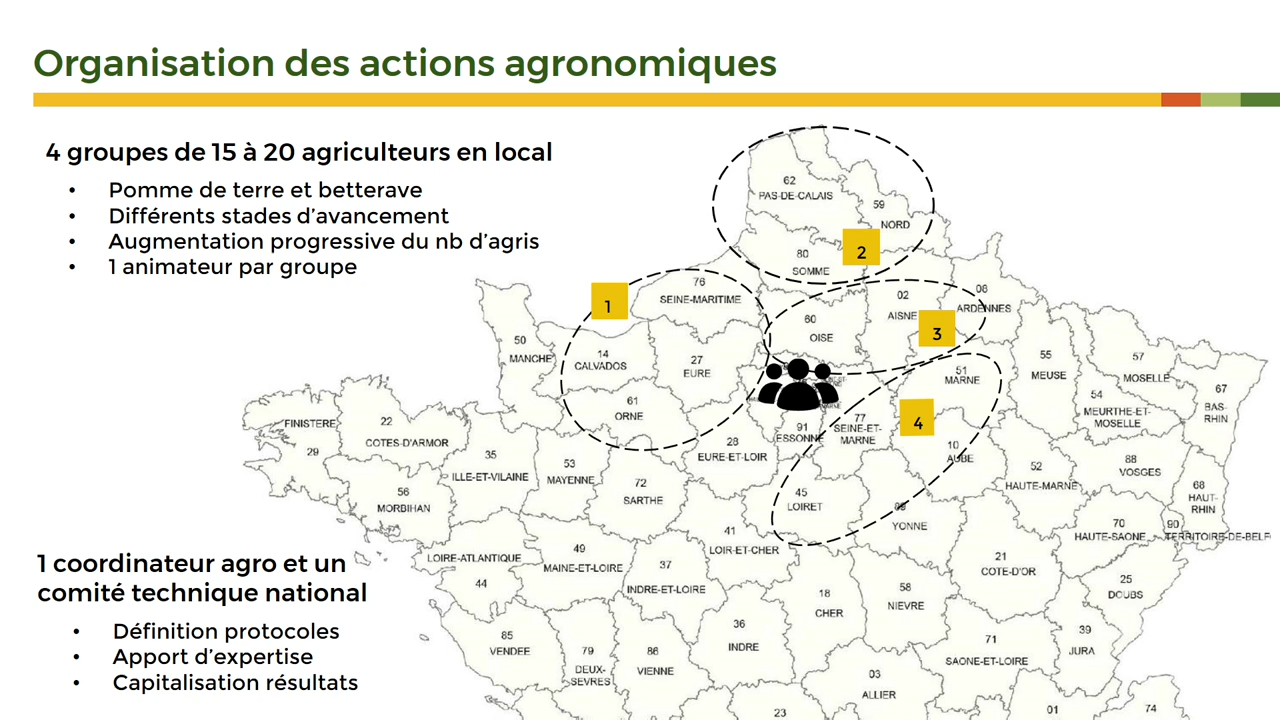 Organisation des actions agronomiques
4 groupes de 15 à 20 agriculteurs en local
• Pomme de terre et betterave
• Différents stades d’avancement
• Augmentation progressive du nb d’agris
• 1 animateur par groupe
1 coordinateur agro et un
comité technique national
• Définition protocoles
• Apport d’expertise
• Capitalisation résultats
62
PAS-DE-CALAIS
59
NORD
2
80
SOMME
76
SEINE-MARITIME
1
02
AISNE
08
ARDENNES
60
OISE
3
50
MANCHE
14
CALVADOS
27
EURE
61
ORNE
51
MARNE
55
MEUSE
57
MOSELLE
54
MEURTHE-ET-
MOSELLE
67
BAS-
RHIN
4
77
SEINE-ET-
MARNE
91
ESSONNE
10
AUBE
FINISTERE
29
22
COTES-D'ARMOR
35
ILLE-ET-VILAINE
53
MAYENNE
28
EURE-ET-LOIR
52
HAUTE-MARNE
88
VOSGES
68
HAUT-
RHIN
56
MORBIHAN
72
SARTHE
45
LOIRET
YONNE
70
HAUTE-SAONE
90
TERRITOIRE-DE-BELF
LOIRE-ATLANTIQUE
44
49
MAINE-ET-LOIRE
41
LOIR-ET-CHER
37
INDRE-ET-LOIRE
21
COTE-D'OR
25
DOUBS
18
CHER
58
NIEVRE
85
VENDEE
79
DEUX-
SEVRES
86
VIENNE
36
INDRE
71
SAONE-ET-LOIRE
39
JURA
03
ALLIER
23
01
74